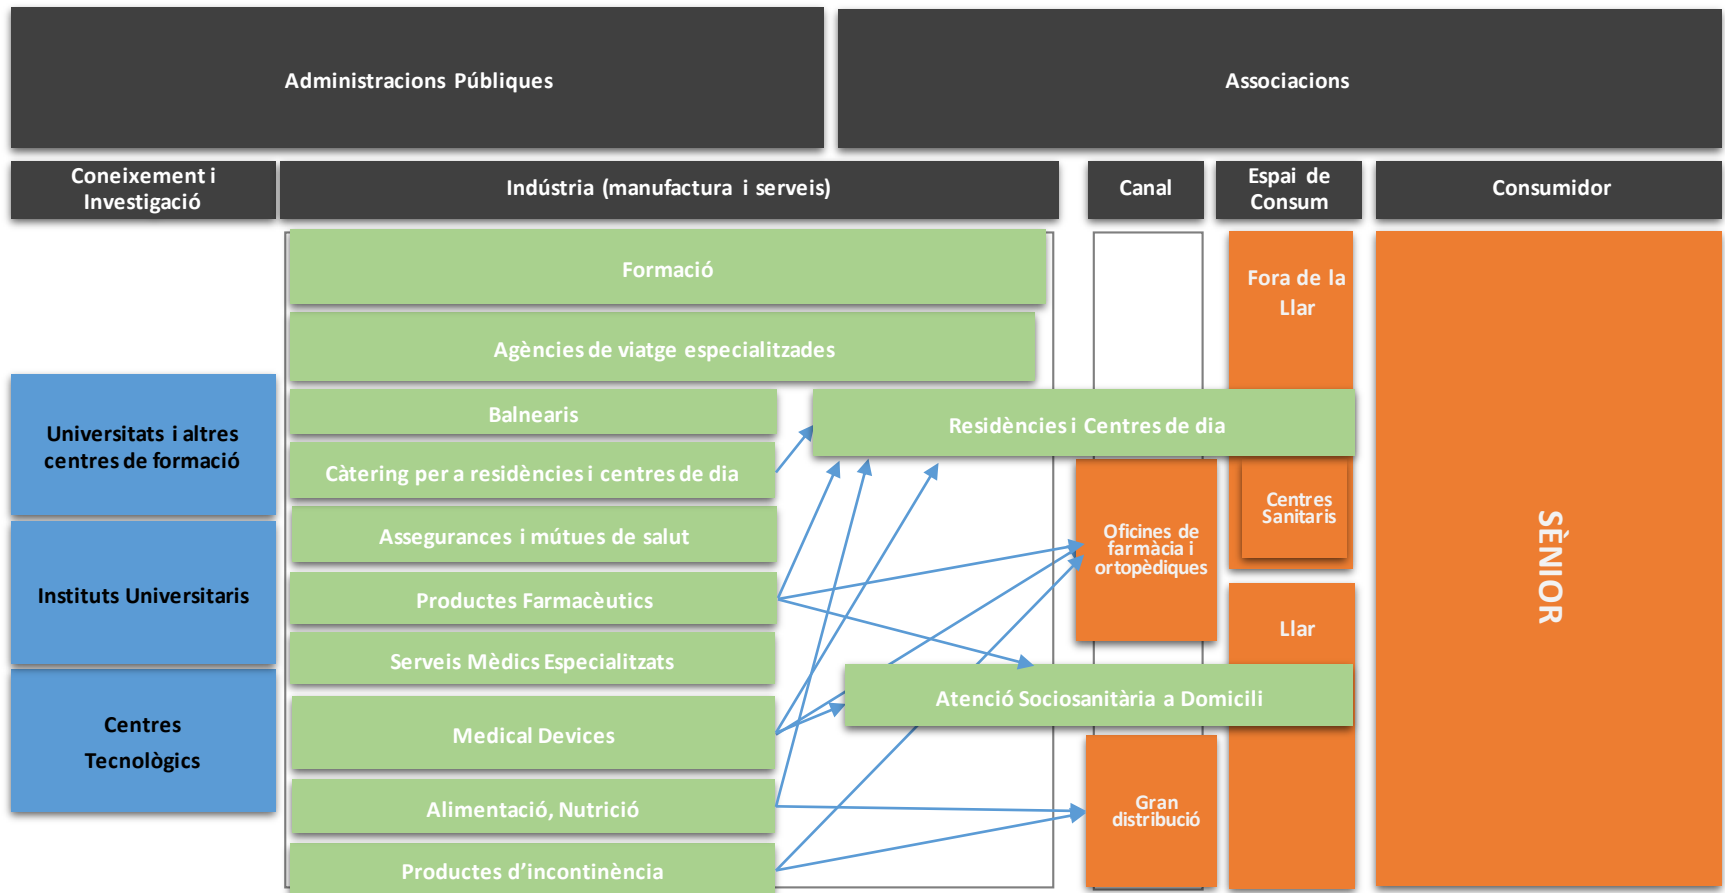 Administracions Públiques
Associacions
Coneixement i
Investigació
Indústria (manufactura i serveis)
Canal
Espai de
Consum
Consumidor
Formació
Fora de la
Llar
Agències de viatge especialitzades
Universitats i altres
centres de formació
Balnearis
Residències i Centres de dia
Càtering per a residències i centres de dia
Centres
Sanitaris
Assegurances i mútues de salut
Oficines de
farmàcia i
ortopèdiques
SÈNIOR
Instituts Universitaris
Productes Farmacèutics
Llar
Serveis Mèdics Especialitzats
Atenció Sociosanitària a Domicili
Centres
Tecnològics
Medical Devices
Alimentació, Nutrició
Gran
distribució
Productes d’incontinència